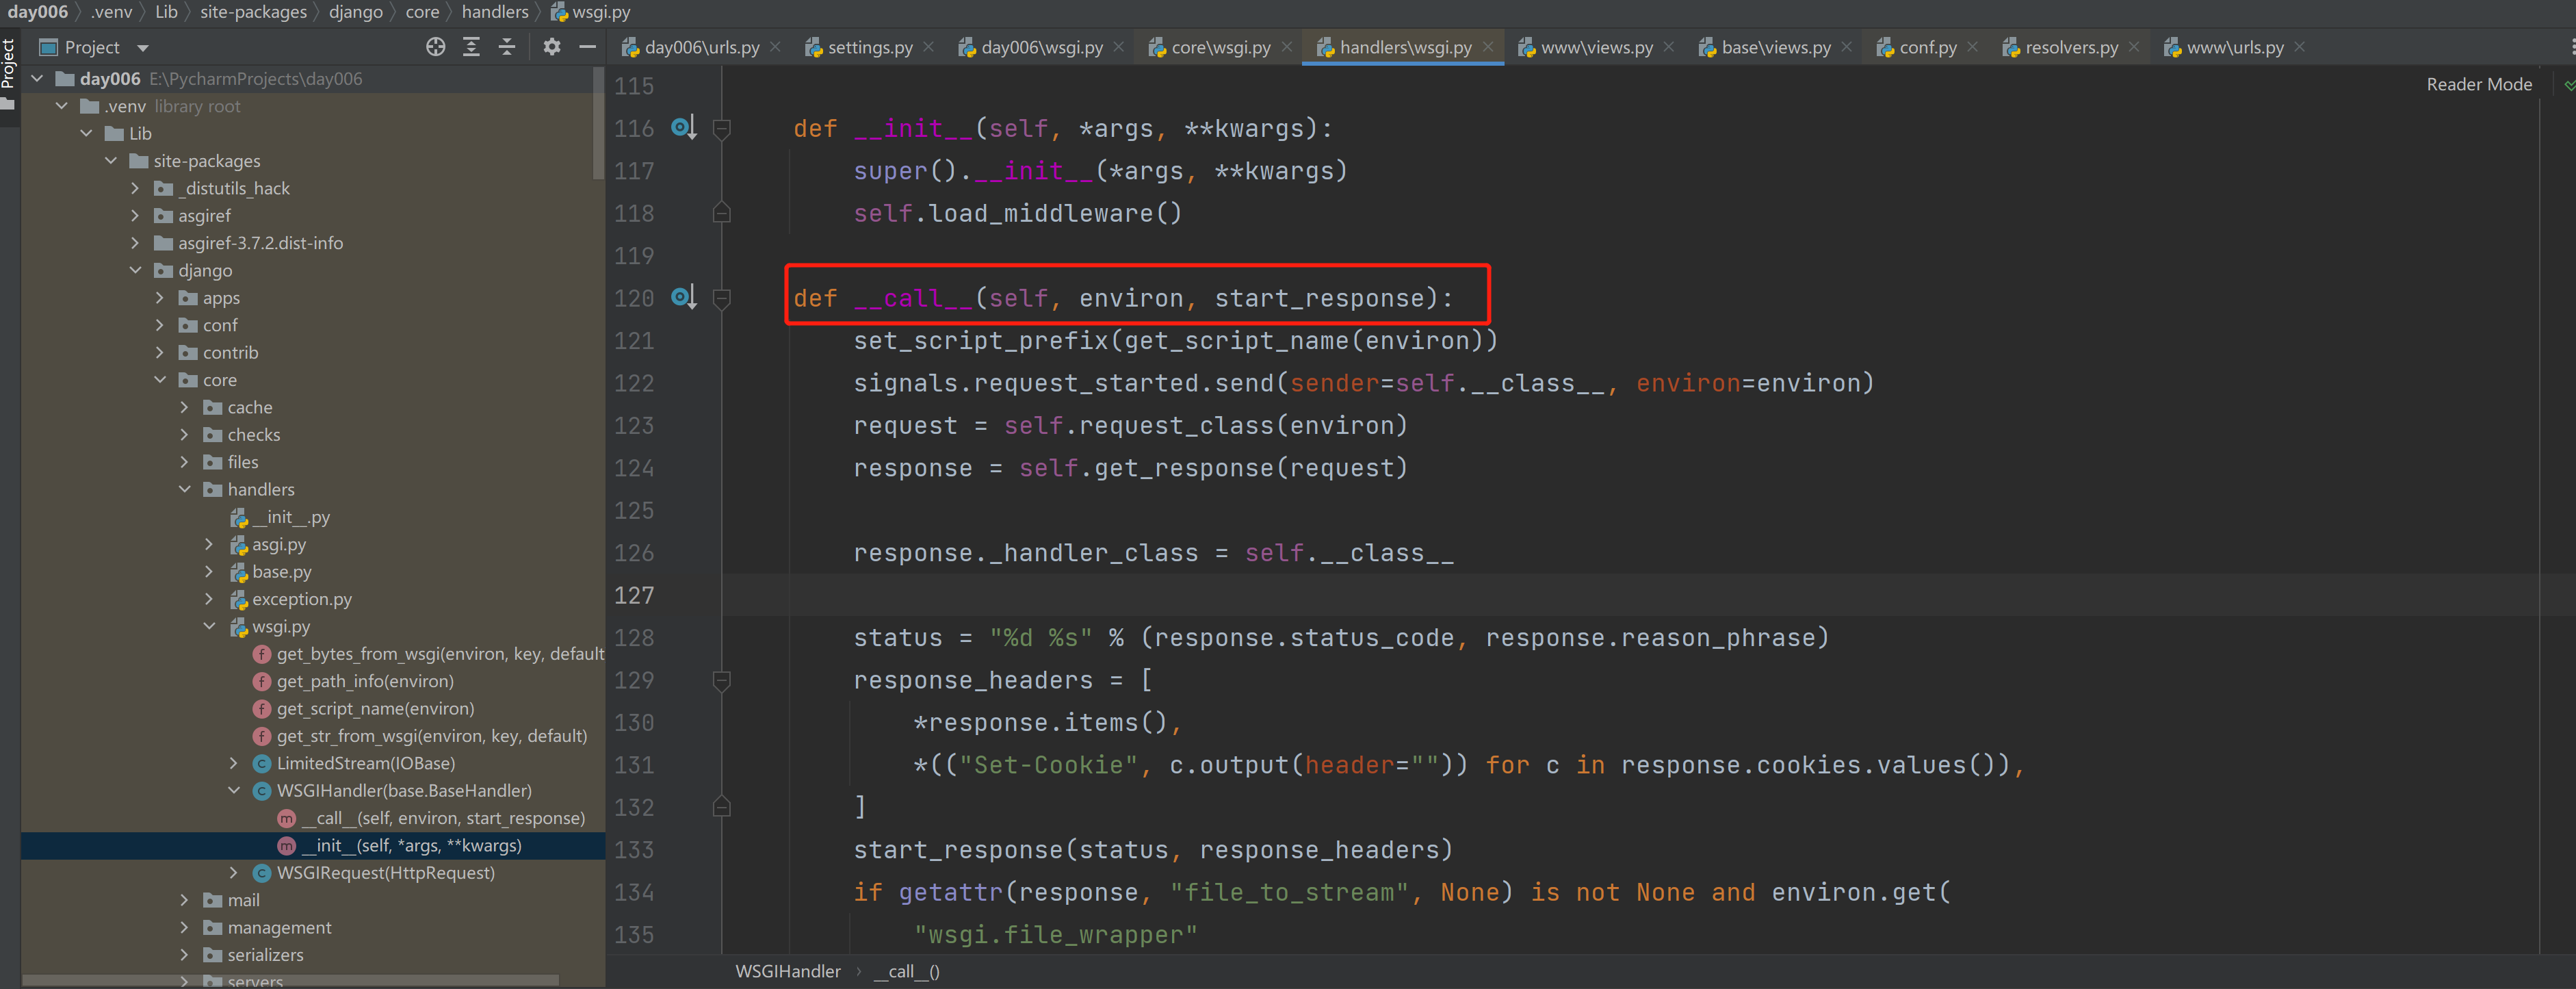 day006 .venv Lib site-packages django core handlers wsgi.py
Project
Project
day006\urls.py settings.py day006\wsgi.py core\wsgi.py handlers\wsgi.py www\views.py base\views.py conf.py resolvers.py www\urls.py
day006 E:\PycharmProjects\day006
.venv library root
Lib
site-packages
_distutils_hack
asgiref
asgiref-3.7.2.dist-info
django
apps
conf
contrib
core
cache
checks
files
handlers
__init__.py
asgi.py
base.py
exception.py
wsgi.py
get_bytes_from_wsgi(environ, key, default
get_path_info(environ)
get_script_name(environ)
get_str_from_wsgi(environ, key, default)
LimitedStream(IOBase)
WSGIHandler(base.BaseHandler)
__call__(self, environ, start_response)
__init__(self, *args, **kwargs)
WSGIRequest(HttpRequest)
mail
management
serializers
servers
Reader Mode
115
116 def __init__(self, *args, **kwargs):
117 super().__init__(*args, **kwargs)
118 self.load_middleware()
119
120 def __call__(self, environ, start_response):
121 set_script_prefix(get_script_name(environ))
122 signals.request_started.send(sender=self.__class__, environ=environ)
123 request = self.request_class(environ)
124 response = self.get_response(request)
125
126 response._handler_class = self.__class__
127
128 status = "%d %s" % (response.status_code, response.reason_phrase)
129 response_headers = [
130 *response.items(),
131 *(("Set-Cookie", c.output(header="")) for c in response.cookies.values()),
132 ]
133 start_response(status, response_headers)
134 if getattr(response, "file_to_stream", None) is not None and environ.get(
135 "wsgi.file_wrapper"
WSGIHandler __call__()